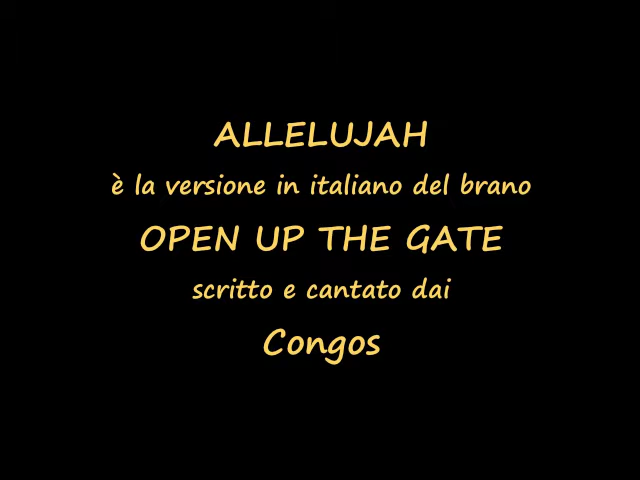 ALLELUJAH
è la versione in italiano del brano
OPEN UP THE GATE
scritto e cantato dai
Congos